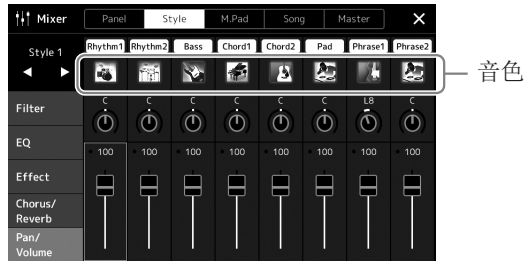 Mixer Panel Style M.Pad Song Master ×
Style 1 Rhythm1 Rhythm2 Bass Chord1 Chord2 Pad Phrase1 Phrase2
音色
Filter C C C C C C L8 C
EQ 100 100 100 100 100 100 100 100
Effect
Chorus/
Reverb
Pan/
Volume